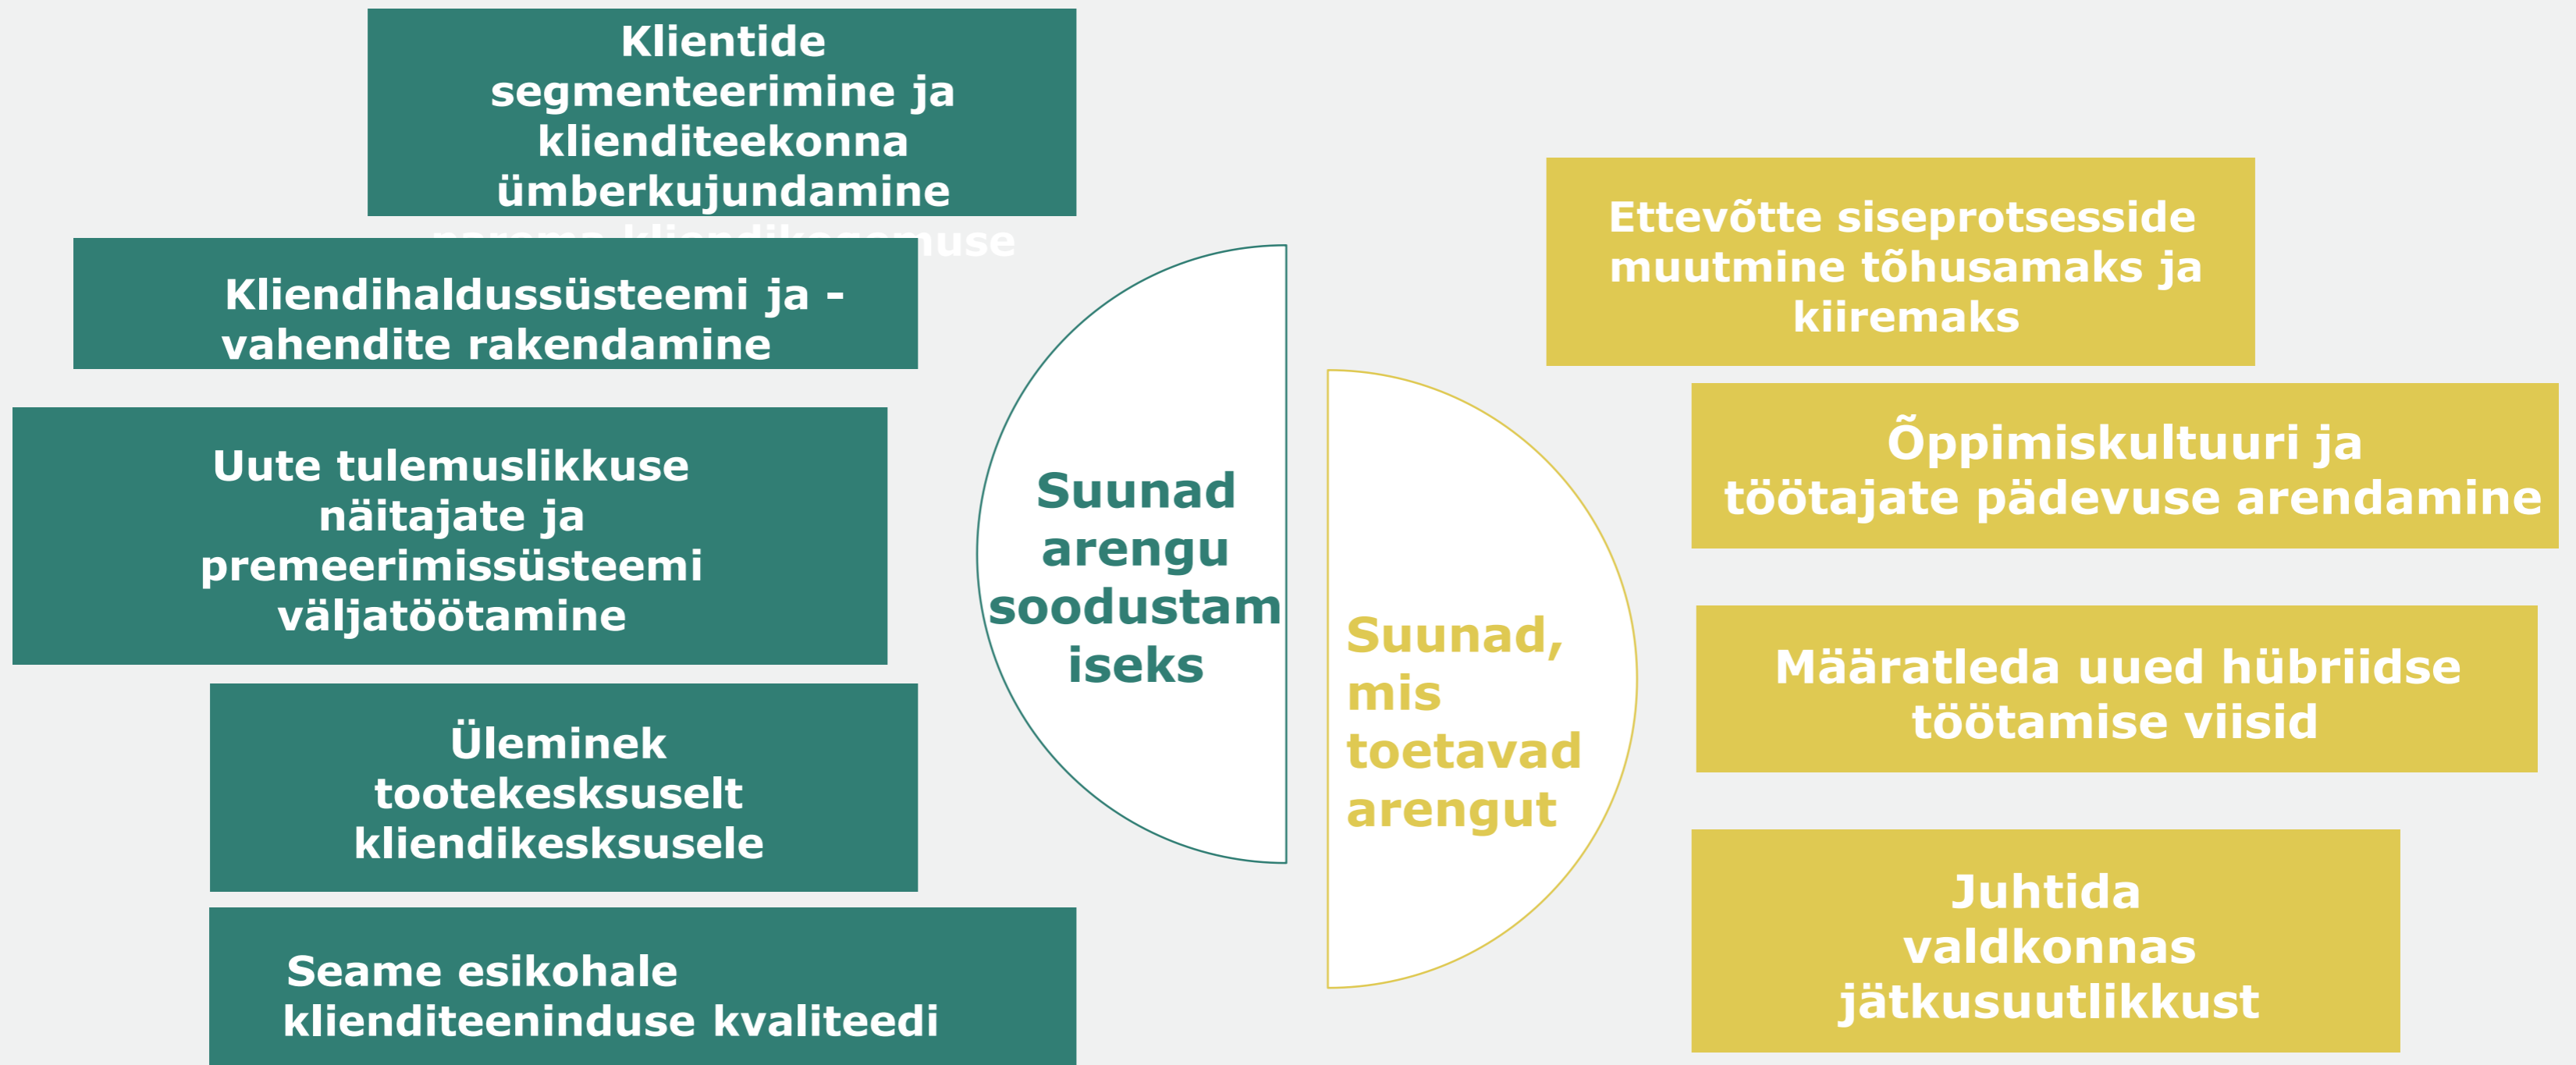 Klientide
segmenteerimine ja
klienditeekonna
ümberkujundamine
Kliendihaldussüsteemi ja –
vahendite rakendamine
Uute tulemuslikkuse
näitajate ja
premeerimissüsteemi
väljatöötamine
Üleminek
tootekesksuselt
kliendikesksusele
Seame esikohale
klienditeeninduse kvaliteedi
Suunad
arengu
soodustam
iseks
Suunad,
mis
toetavad
arengut
Ettevõtte siseprotsesside
muutmine tõhusamaks ja
kiiremaks
Õppimiskultuuri ja
töötajate pädevuse arendamine
Määratleda uued hübriidse
töötamise viisid
Juhtida
valdkonnas
jätkusuutlikkust